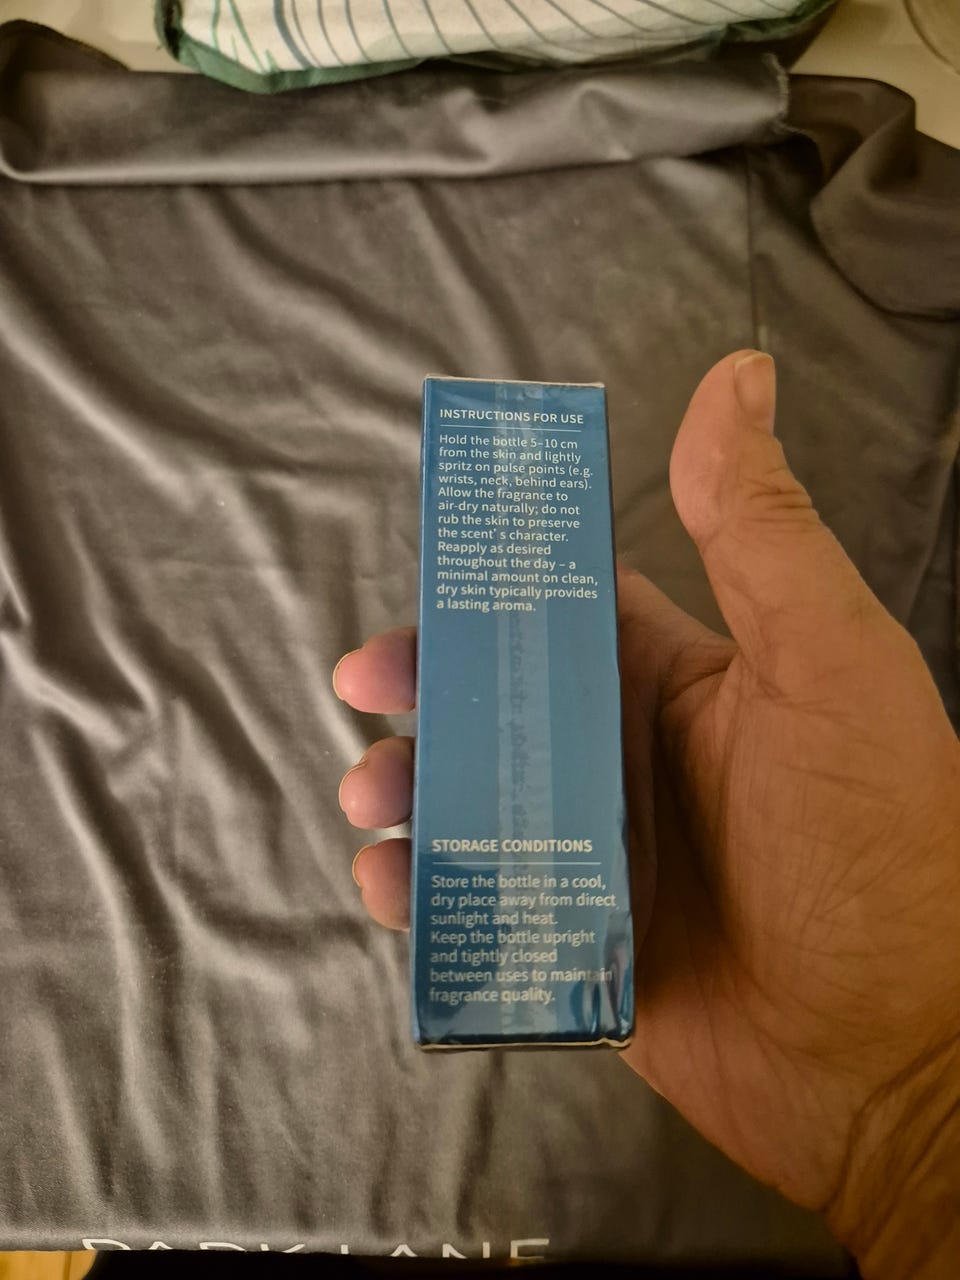 INSTRUCTIONS FOR USE
Hold the bottle 5–10 cm
from the skin and lightly
spritz on pulse points (e.g.
wrists, neck, behind ears).
Allow the fragrance to
air-dry naturally; do not
rub the skin to preserve
the scent' s character.
Reapply as desired
throughout the day – a
minimal amount on clean,
dry skin typically provides
a lasting aroma.
STORAGE CONDITIONS
Store the bottle in a cool,
dry place away from direct
sunlight and heat.
Keep the bottle upright
and tightly closed
between uses to maintain
fragrance quality.
PARK LANE